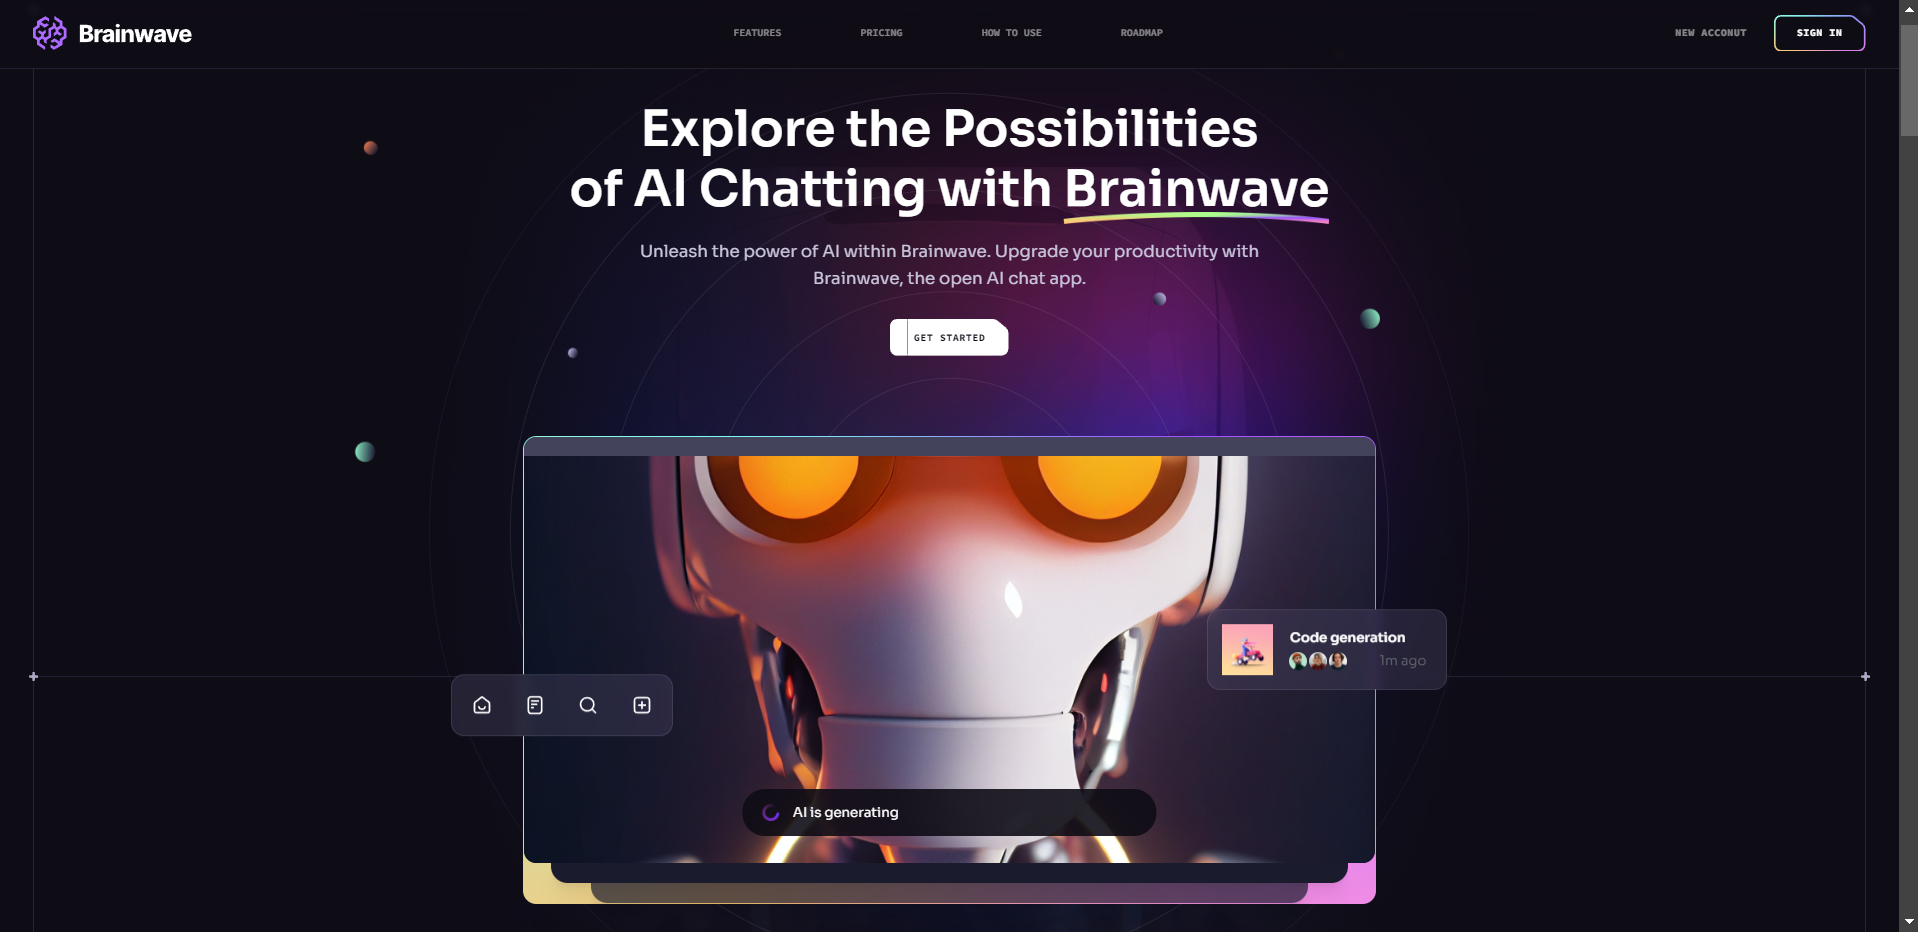 Brainwave
FEATURES
PRICING
HOW TO USE
ROADMAP
NEW ACCONUT
SIGN IN
Explore the Possibilities
of AI Chatting with Brainwave
Unleash the power of AI within Brainwave. Upgrade your productivity with
Brainwave, the open AI chat app.
GET STARTED
Code generation
1m ago
AI is generating